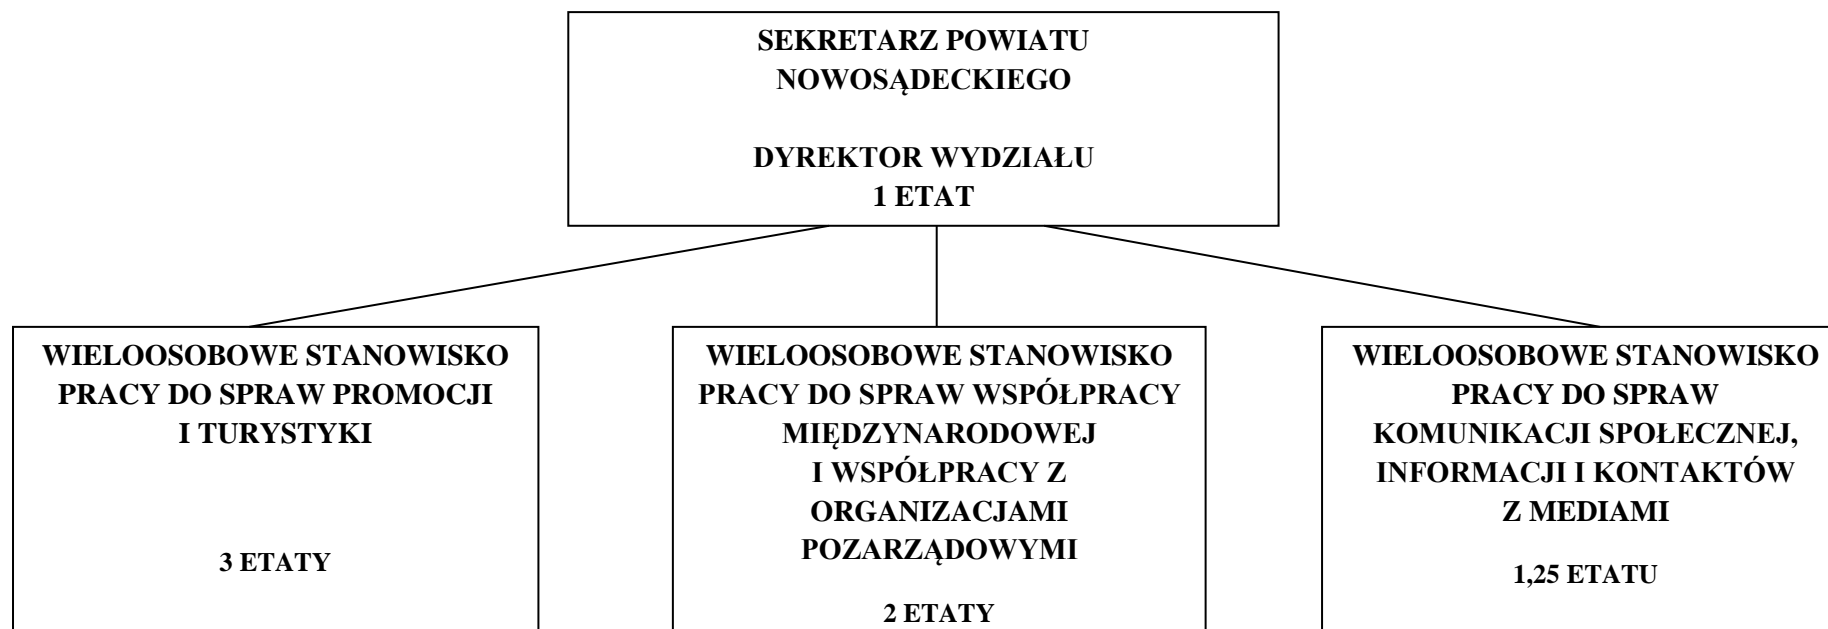 SEKRETARZ POWIATU
NOWOSĄDECKIEGO
DYREKTOR WYDZIAŁU
1 ETAT
WIELOOSOBOWE STANOWISKO
PRACY DO SPRAW PROMOCJI
I TURYSTYKI
3 ETATY
WIELOOSOBOWE STANOWISKO
PRACY DO SPRAW WSPÓŁPRACY
MIĘDZYNARODOWEJ
I WSPÓŁPRACY Z
ORGANIZACJAMI
POZARZĄDOWYMI
2 ETATY
WIELOOSOBOWE STANOWISKO
PRACY DO SPRAW
KOMUNIKACJI SPOŁECZNEJ,
INFORMACJI I KONTAKTÓW
Z MEDIAMI
1,25 ETATU